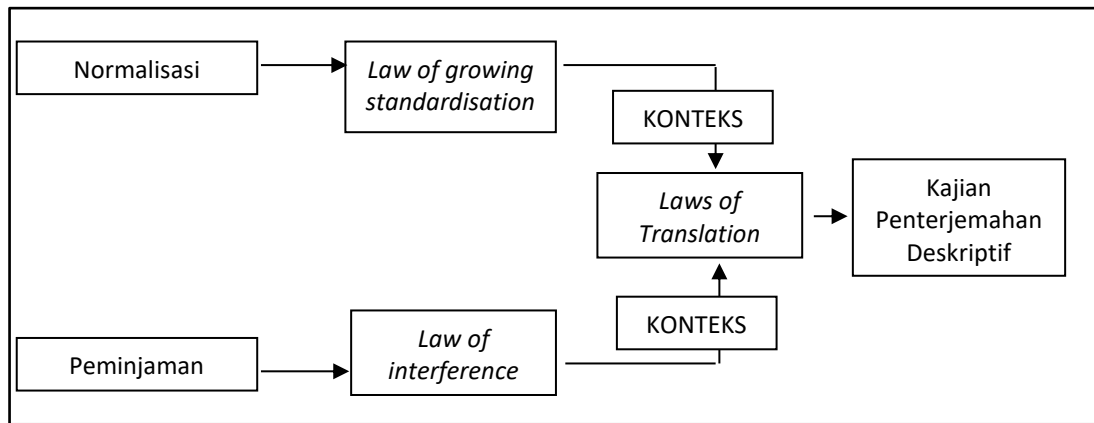 Normalisasi
Law of growing
standardisation
KONTEKS
Laws of
Translation
Kajian
Penterjemahan
Deskriptif
KONTEKS
Peminjaman
Law of
interference